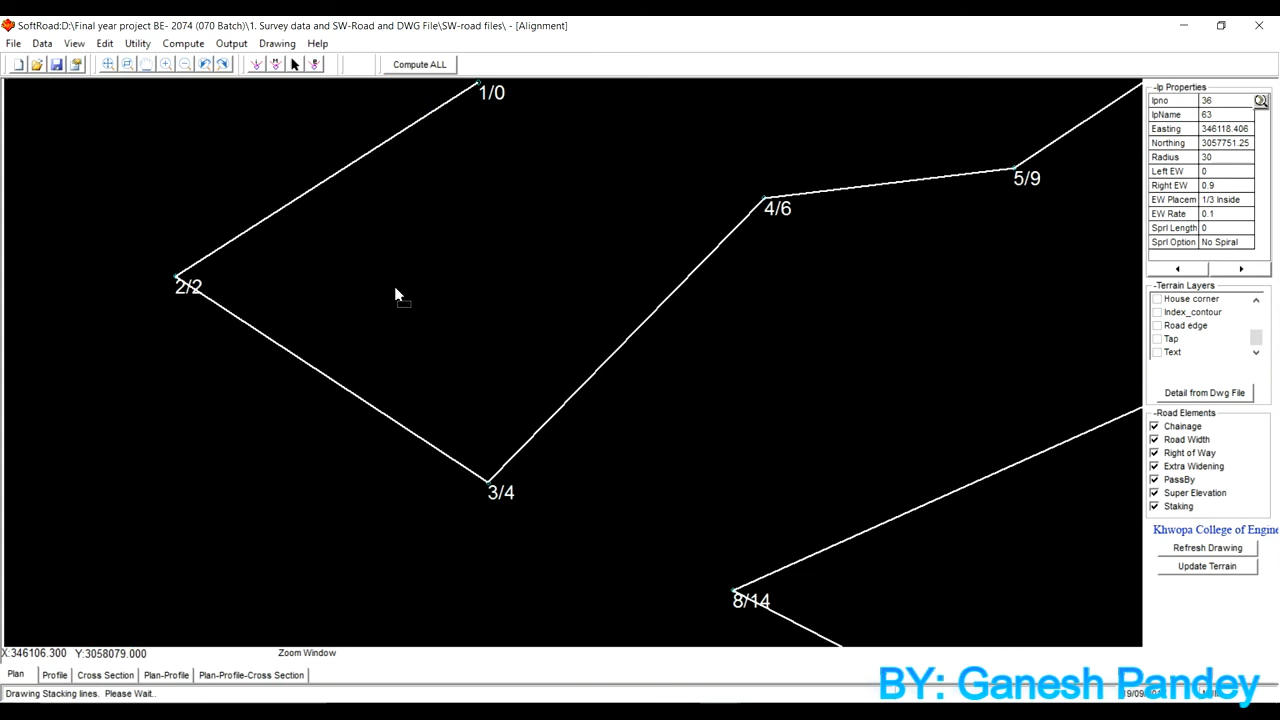 SoftRoad:D:\Final year project BE- 2074 (070 Batch)\1. Survey data and SW-Road and DWG File\SW-road files\ - [Alignment]
File Data View Edit Utility Compute Output Drawing Help
Compute ALL
1/0
2/2
3/4
4/6
5/9
8/14
-Ip Properties
Ipno 36
IpName 63
Easting 346118.406
Northing 3057751.25
Radius 30
Left EW 0
Right EW 0.9
EW Placem 1/3 Inside
EW Rate 0.1
Sprl Length 0
Sprl Option No Spiral
-Terrain Layers
House corner
Index_contour
Road edge
Tap
Text
Detail from Dwg File
-Road Elements
Chainage
Road Width
Right of Way
Extra Widening
PassBy
Super Elevation
Staking
Khwopa College of Engine
Refresh Drawing
Update Terrain
X:346106.300 Y:3058079.000 Zoom Window
Plan Profile Cross Section Plan-Profile Plan-Profile-Cross Section
Drawing Stacking lines. Please Wait..
BY: Ganesh Pandey